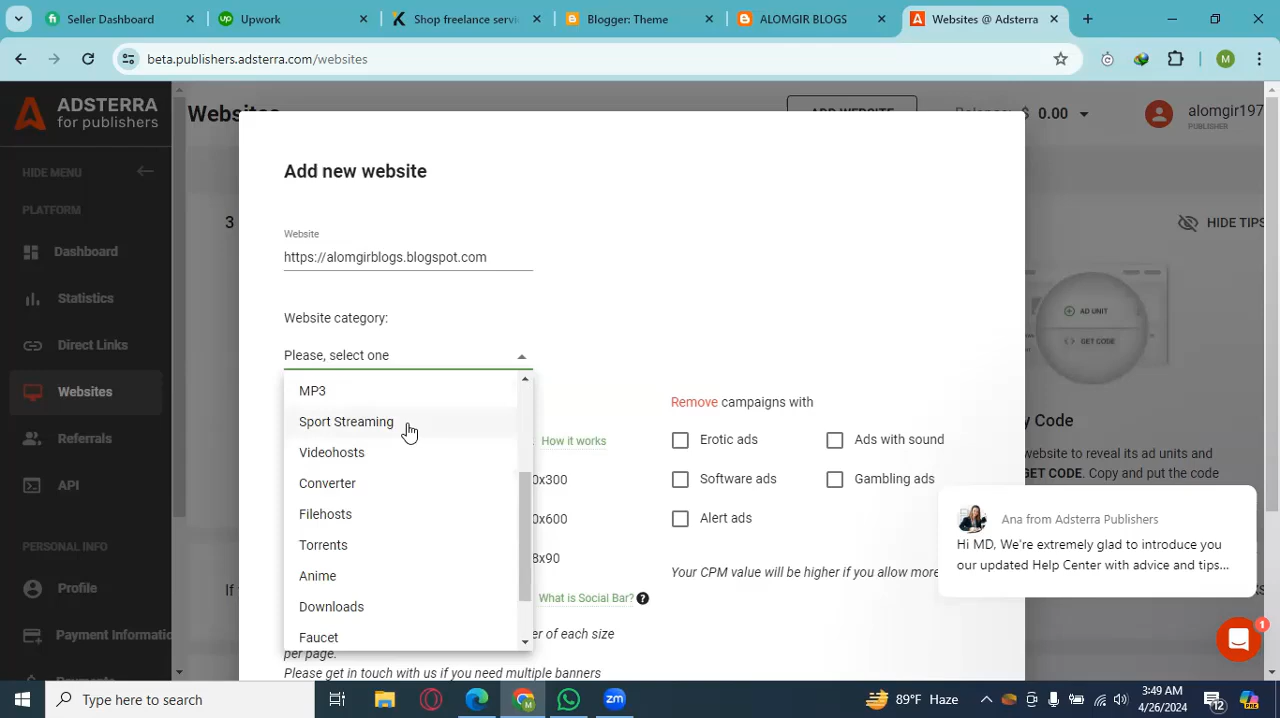 Seller Dashboard
Upwork
Shop freelance servi
Blogger: Theme
ALOMGIR BLOGS
Websites @ Adsterra
beta.publishers.adsterra.com/websites
M
ADSTERRA
for publishers
Websites
ADD WEBSITE
Balance: $ 0.00
alomgir197
PUBLISHER
HIDE MENU
PLATFORM
Dashboard
Statistics
Direct Links
Websites
Referrals
API
PERSONAL INFO
Profile
Payment Informatic
3
HIDE TIPS
AD UNIT
GET CODE
y Code
ebsite to reveal its ad units and
GET CODE. Copy and put the code
If
Add new website
Website
https://alomgirblogs.blogspot.com
Website category:
Please, select one
MP3
Sport Streaming
Videohosts
Converter
Filehosts
Torrents
Anime
Downloads
Faucet
How it works
0x300
0x600
8x90
What is Social Bar? ?
er of each size
per page.
Please get in touch with us if you need multiple banners
Remove campaigns with
Erotic ads
Ads with sound
Software ads
Gambling ads
Alert ads
Your CPM value will be higher if you allow more
Ana from Adsterra Publishers
Hi MD, We're extremely glad to introduce you
our updated Help Center with advice and tips...
1
Type here to search
89°F Haze
3:49 AM
4/26/2024
12